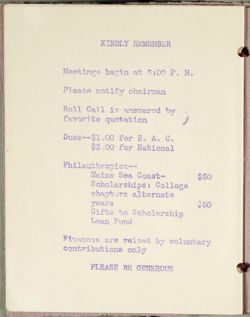 KINDLY REMEMBER
Meetings begin at 3:00 P. M.
Please notify chairman
Roll Call is answered by
favorite quotation
Dues--$1.00 for B. A. C.
$2.00 for National
Philanthropies--
Maine Sea Coast- $50
Scholarships: College
chapters alternate
years $50
Gifts to Scholarship
Loan Fund
Finances are raised by voluntary
contributions only
PLEASE BE GENEROUS